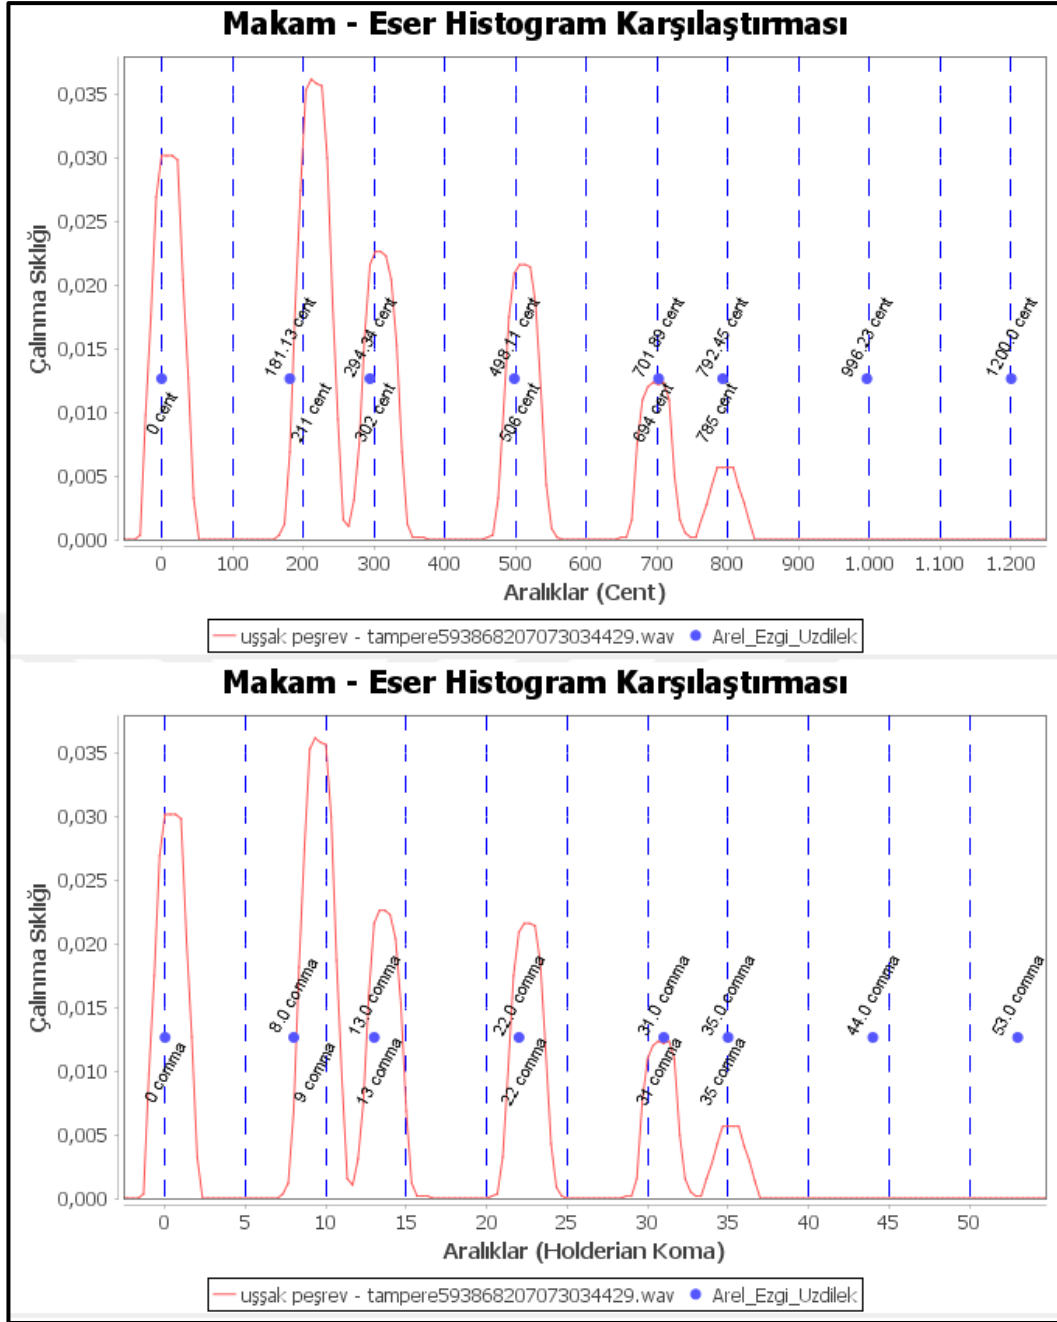 Makam - Eser Histogram Karşılaştırması
Çalınma Sıklığı
0,035
0,030
0,025
0,020
0,015
0,010
0,005
0,000
181.13 cent
294.34 cent
498.11 cent
701.89 cent
792.45 cent
996.23 cent
1200.0 cent
0 cent
211 cent
302 cent
506 cent
694 cent
785 cent
0 100 200 300 400 500 600 700 800 900 1.000 1.100 1.200
Aralıklar (Cent)
uşşak peşrev - tampere593868207073034429.wav Arel_Ezgi_Uzdilek
Makam - Eser Histogram Karşılaştırması
Çalınma Sıklığı
0,035
0,030
0,025
0,020
0,015
0,010
0,005
0,000
8.0 comma
13.0 comma
22.0 comma
31.0 comma
35.0 comma
44.0 comma
53.0 comma
0 comma
9 comma
13 comma
22 comma
31 comma
35 comma
0 5 10 15 20 25 30 35 40 45 50
Aralıklar (Holderian Koma)
uşşak peşrev - tampere593868207073034429.wav Arel_Ezgi_Uzdilek